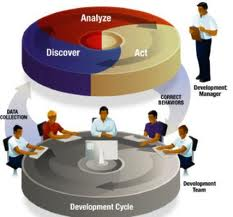 Analyze
Discover
Act
Development
Manager
DATA
COLLECTION
CORRECT
BEHAVIORS
Development
Team
Development Cycle